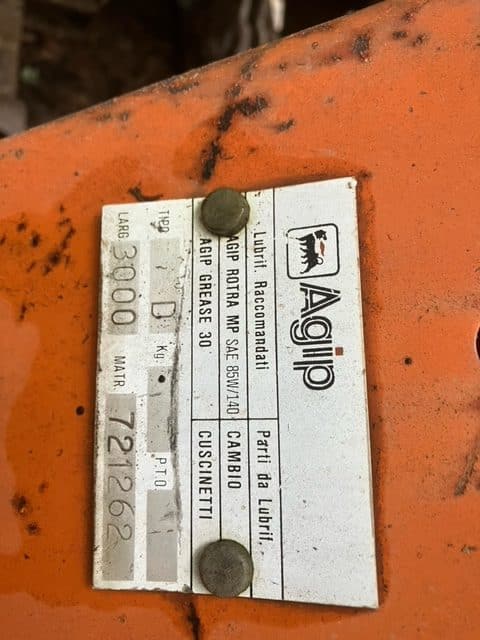 Agip
Lubrif. Raccomandati Parti da Lubrif.
AGIP ROTRA MP SAE 85W/140 CAMBIO
AGIP GREASE 30 CUSCINETTI
TIPO D Kg. P.T.O.
LARG 3000 MATR. 721262